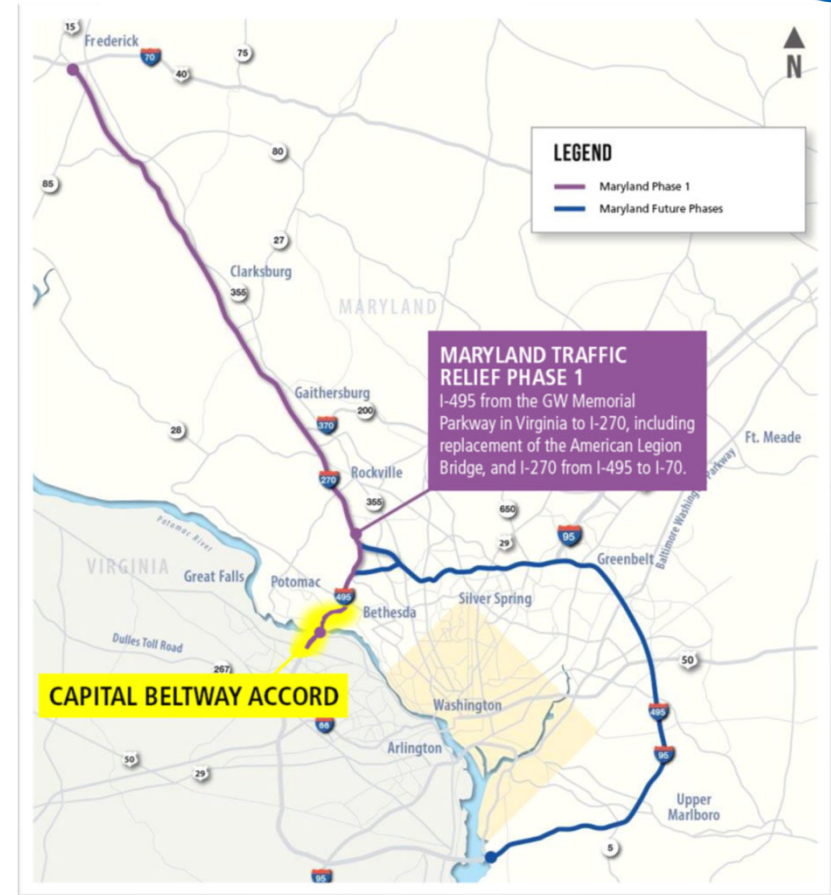 15
Frederick
70
75
40
N
LEGEND
Maryland Phase 1
Maryland Future Phases
80
85
27
Clarksburg
355
MARYLAND
MARYLAND TRAFFIC
RELIEF PHASE 1
I-495 from the GW Memorial
Parkway in Virginia to I-270, including
replacement of the American Legion
Bridge, and I-270 from I-495 to I-70.
Gaithersburg
200
370
28
Ft. Meade
Rockville
270
355
Baltimore Washington Parkway
650
Potomac River
29
95
VIRGINIA
Greenbelt
Great Falls
Potomac
495
Silver Spring
Bethesda
Dulles Toll Road
50
267
CAPITAL BELTWAY ACCORD
Washington
495
66
Arlington
95
50
29
Upper
Marlboro
5
95